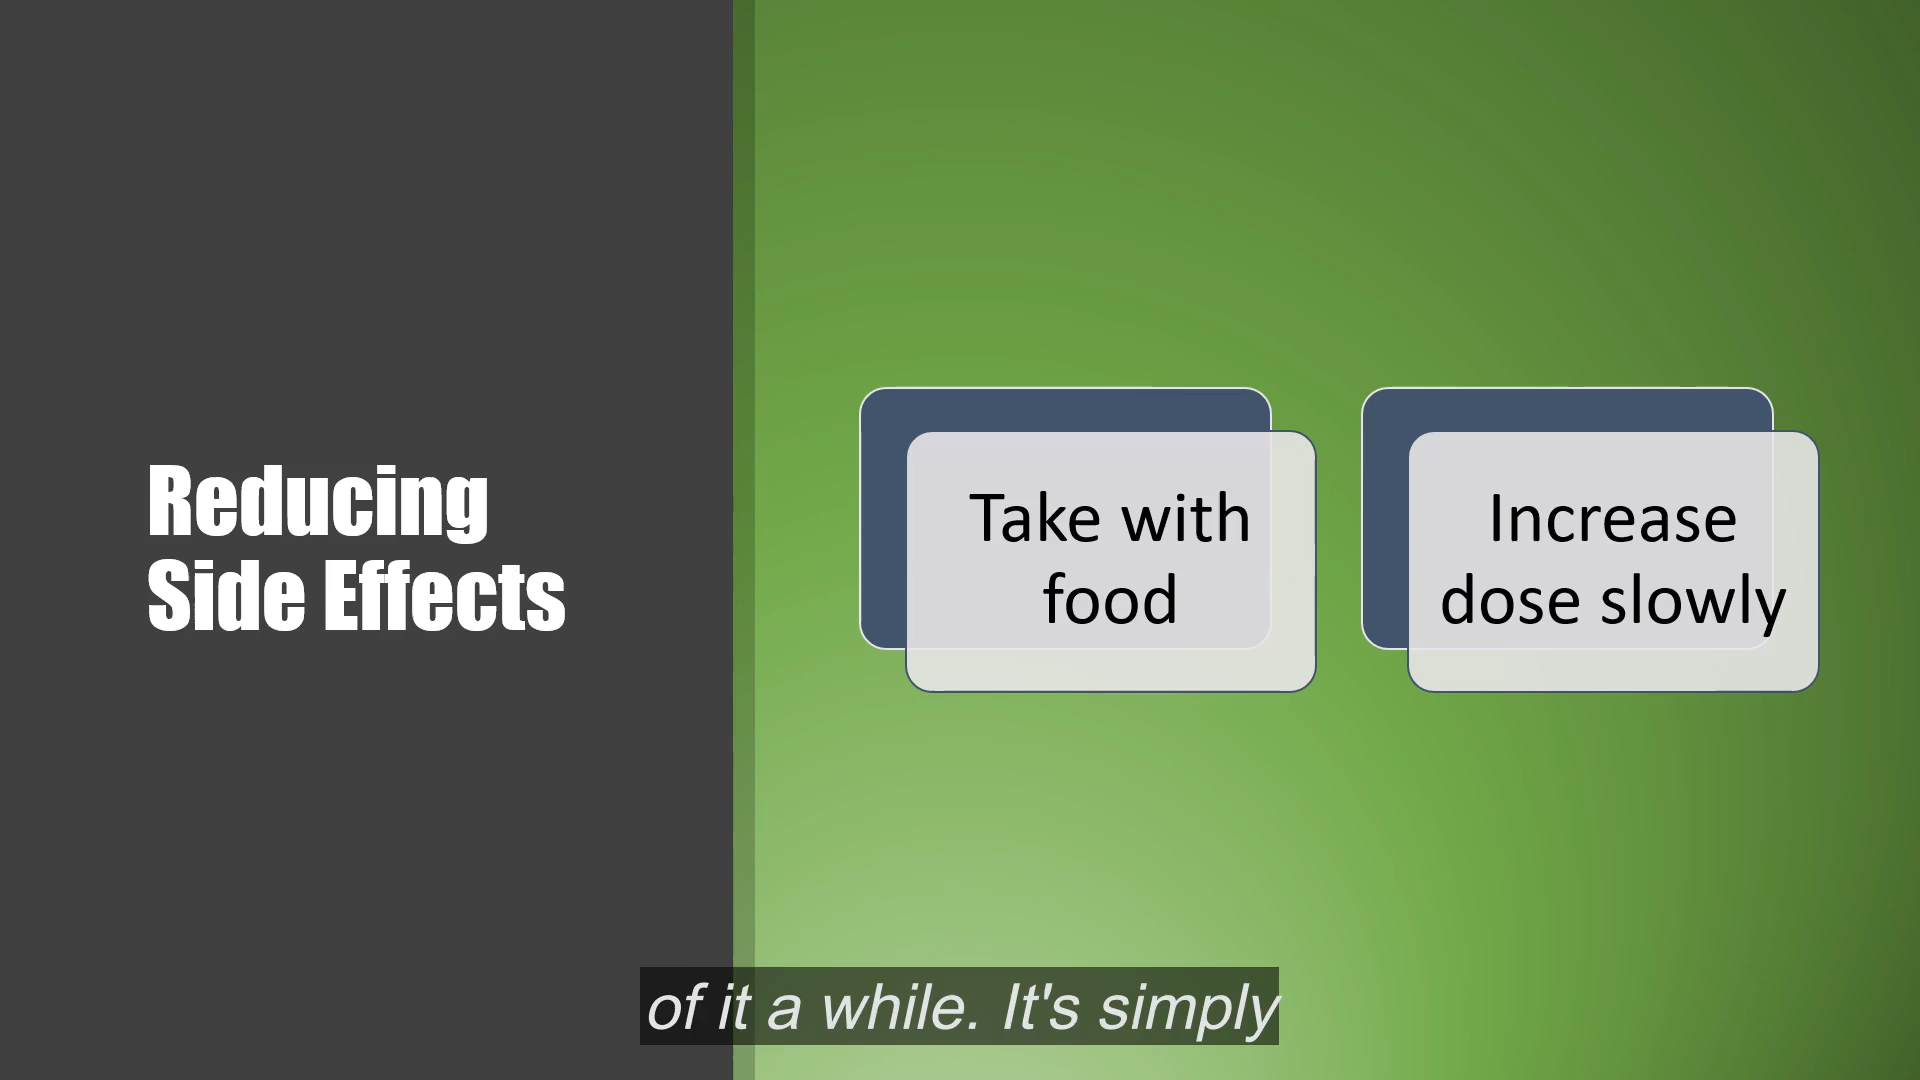 Reducing
Side Effects
Take with
food
Increase
dose slowly
of it a while. It's simply